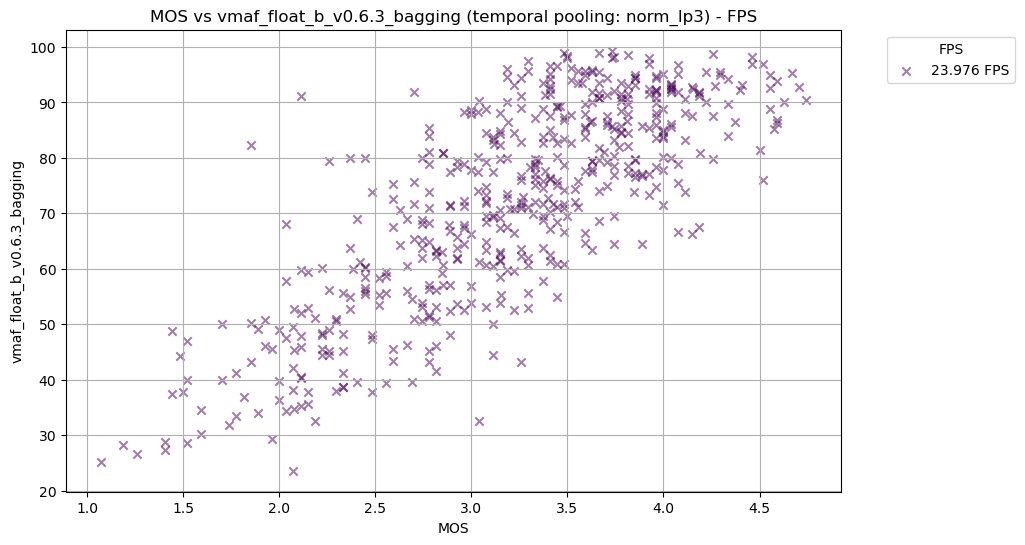 MOS vs vmaf_float_b_v0.6.3_bagging (temporal pooling: norm_lp3) - FPS
FPS
23.976 FPS
vmaf_float_b_v0.6.3_bagging
100
90
80
70
60
50
40
30
20
1.0 1.5 2.0 2.5 3.0 3.5 4.0 4.5
MOS